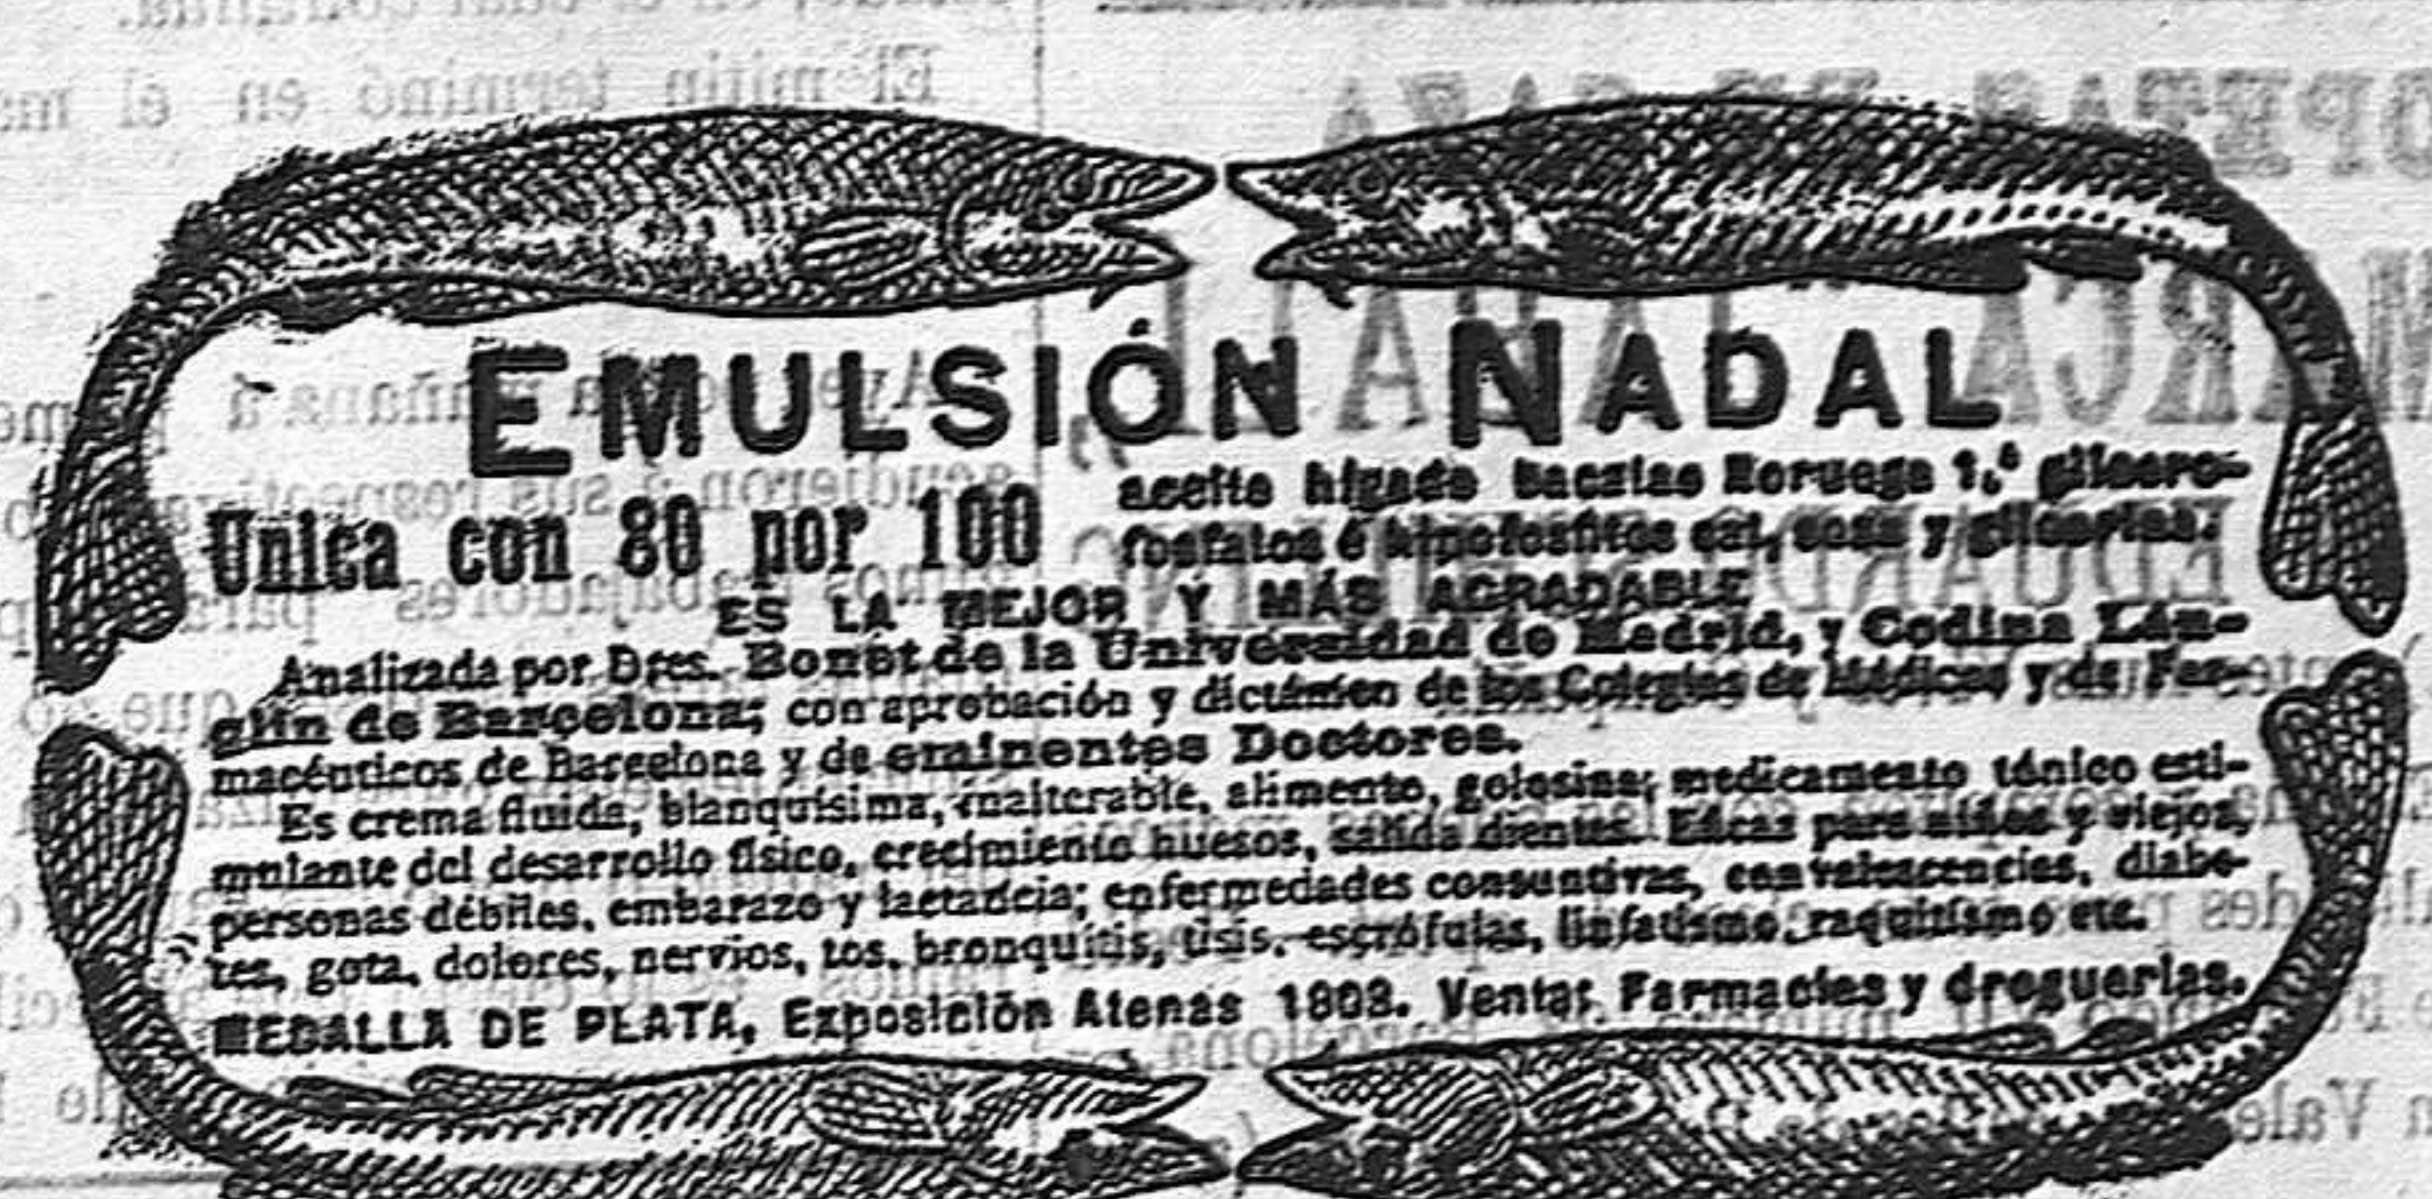 EMULSIÓN NADAL
Unica con 80 por 100
aceite hígado bacalao Noruega 1.ª glicero-
fosfatos é hipofosfitos cal, sosa y glicerina.
ES LA MEJOR Y MÁS AGRADABLE
Analizada por Dres. Bonet de la Universidad de Madrid, y Codina Län-
glin de Barcelona; con aprobación y dictámen de los Colegios de Médicos y de Far-
macéuticos de Barcelona y de eminentes Doctores.
Es crema fluida, blanquísima, inalterable, alimento, golosina; medicamento tónico esti-
mulante del desarrollo físico, crecimiento huesos, salida dientes. Eficaz para niños y viejos,
personas débiles, embarazo y lactancia; enfermedades consuntivas, convalescencias, diabe-
tes, gota, dolores, nervios, tos, bronquitis, tisis, escrófulas, linfatismo, raquitismo etc.
MEDALLA DE PLATA, Exposición Atenas 1903. Venta: Farmacies y droguerías.